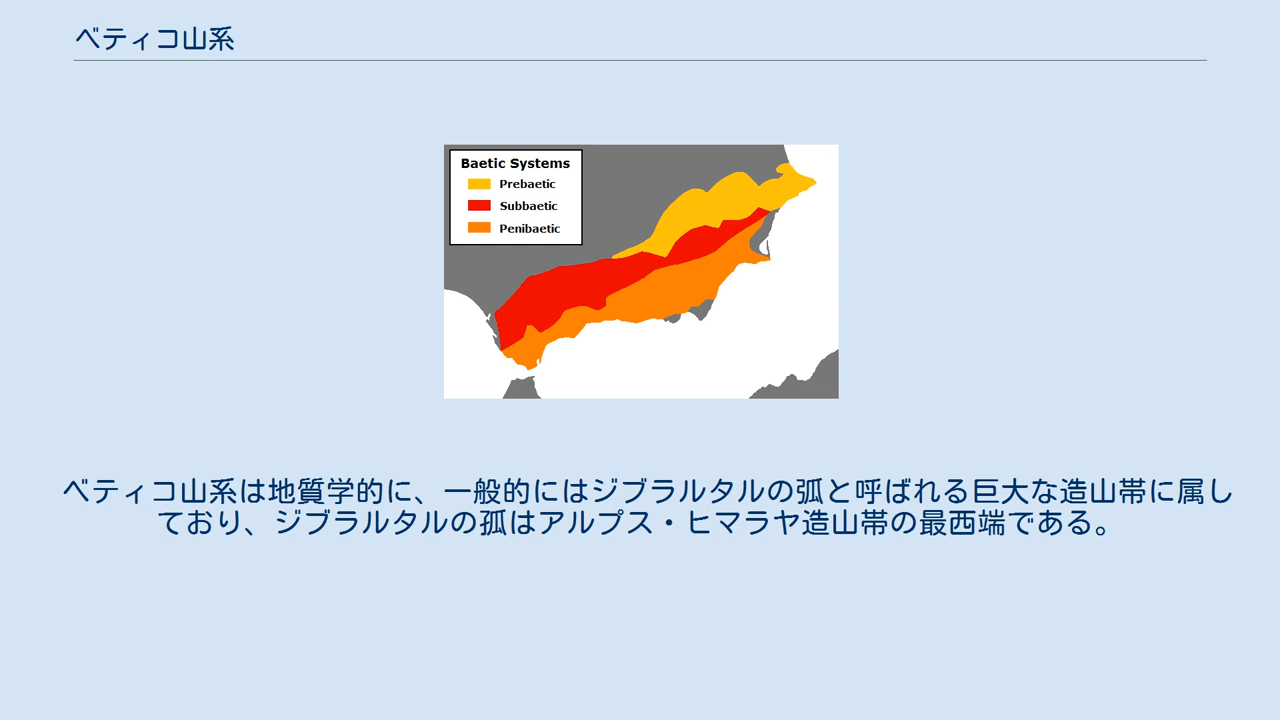 ベティコ山系
Baetic Systems
Prebaetic
Subbaetic
Penibaetic
ベティコ山系は地質学的に、一般的にはジブラルタルの弧と呼ばれる巨大な造山帯に属し
ており、ジブラルタルの孤はアルプス・ヒマラヤ造山帯の最西端である。